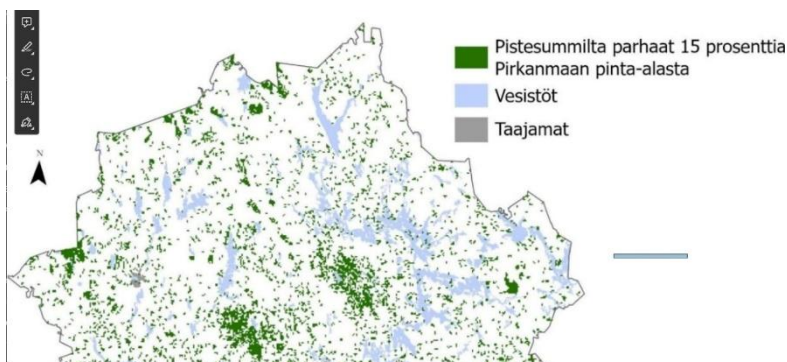 Pistesummilta parhaat 15 prosenttia
Pirkanmaan pinta-alasta
Vesistöt
Taajamat
N